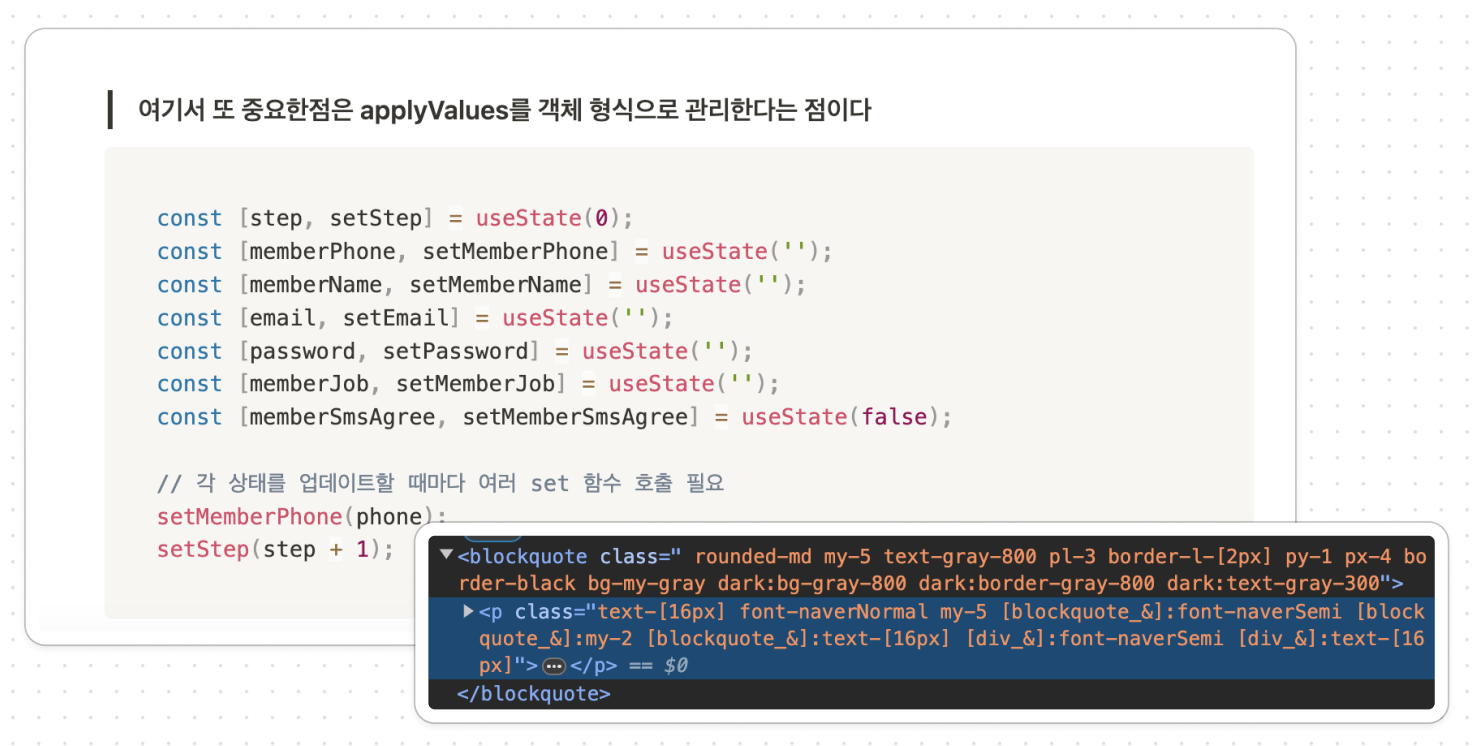 여기서 또 중요한점은 applyValues를 객체 형식으로 관리한다는 점이다
const [step, setStep] = useState(0);
const [memberPhone, setMemberPhone] = useState('');
const [memberName, setMemberName] = useState('');
const [email, setEmail] = useState('');
const [password, setPassword] = useState('');
const [memberJob, setMemberJob] = useState('');
const [memberSmsAgree, setMemberSmsAgree] = useState(false);
// 각 상태를 업데이트할 때마다 여러 set 함수 호출 필요
setMemberPhone(phone);
setStep(step + 1);
<blockquote class=" rounded-md my-5 text-gray-800 pl-3 border-l-[2px] py-1 px-4 bo
rder-black bg-my-gray dark:bg-gray-800 dark:border-gray-800 dark:text-gray-300">
<p class="text-[16px] font-naverNormal my-5 [blockquote_&]:font-naverSemi [block
quote_&]:my-2 [blockquote_&]:text-[16px] [div_&]:font-naverSemi [div_&]:text-[16
px]">…</p> == $0
</blockquote>